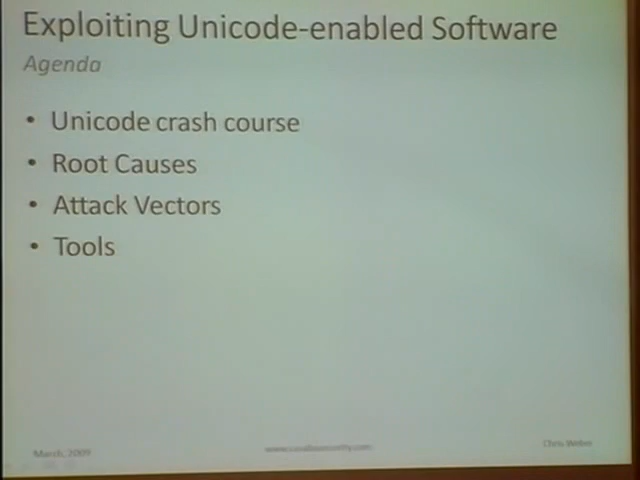 Exploiting Unicode-enabled Software
Agenda
• Unicode crash course
• Root Causes
• Attack Vectors
• Tools
March, 2009
Chris Weber